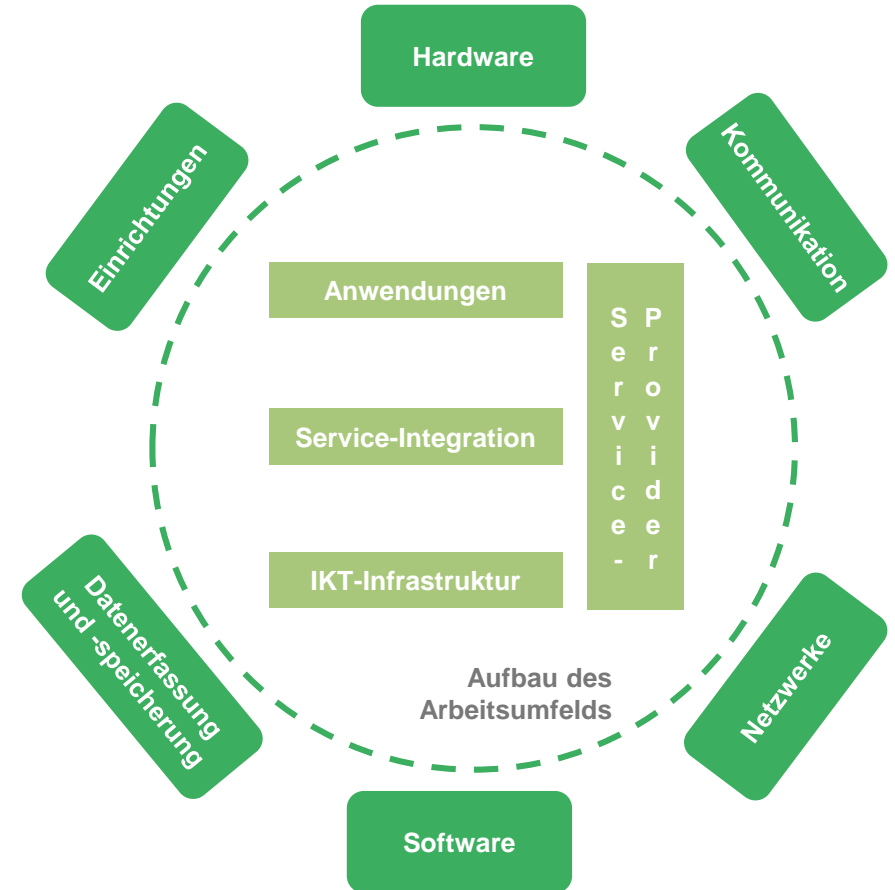 Hardware
Einrichtungen
Kommunikation
Anwendungen
Service-
Provider
Service-Integration
IKT-Infrastruktur
Aufbau des
Arbeitsumfelds
Datenerfassung
und -speicherung
Netzwerke
Software